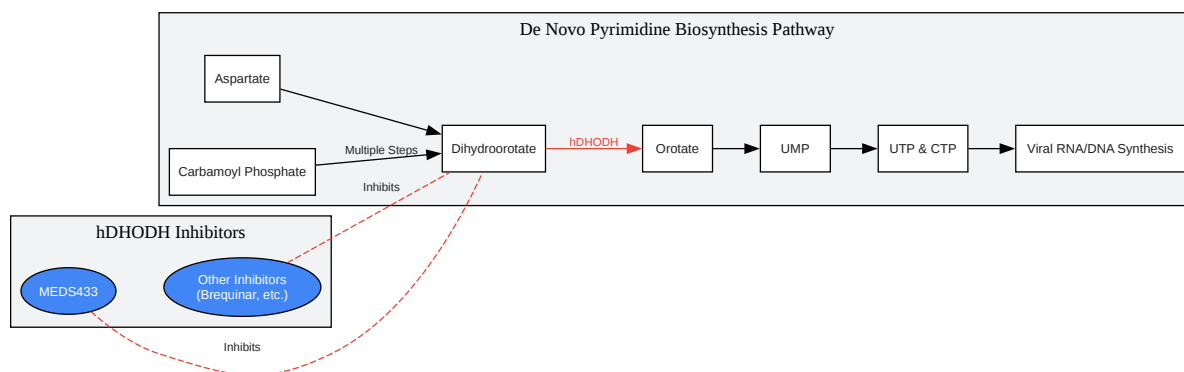 De Novo Pyrimidine Biosynthesis Pathway
Aspartate
Multiple Steps
Carbamoyl Phosphate
Dihydroorotate
hDHODH
Orotate
UMP
UTP & CTP
Viral RNA/DNA Synthesis
Inhibits
hDHODH Inhibitors
MEDS433
Other Inhibitors
(Brequinar, etc.)
Inhibits